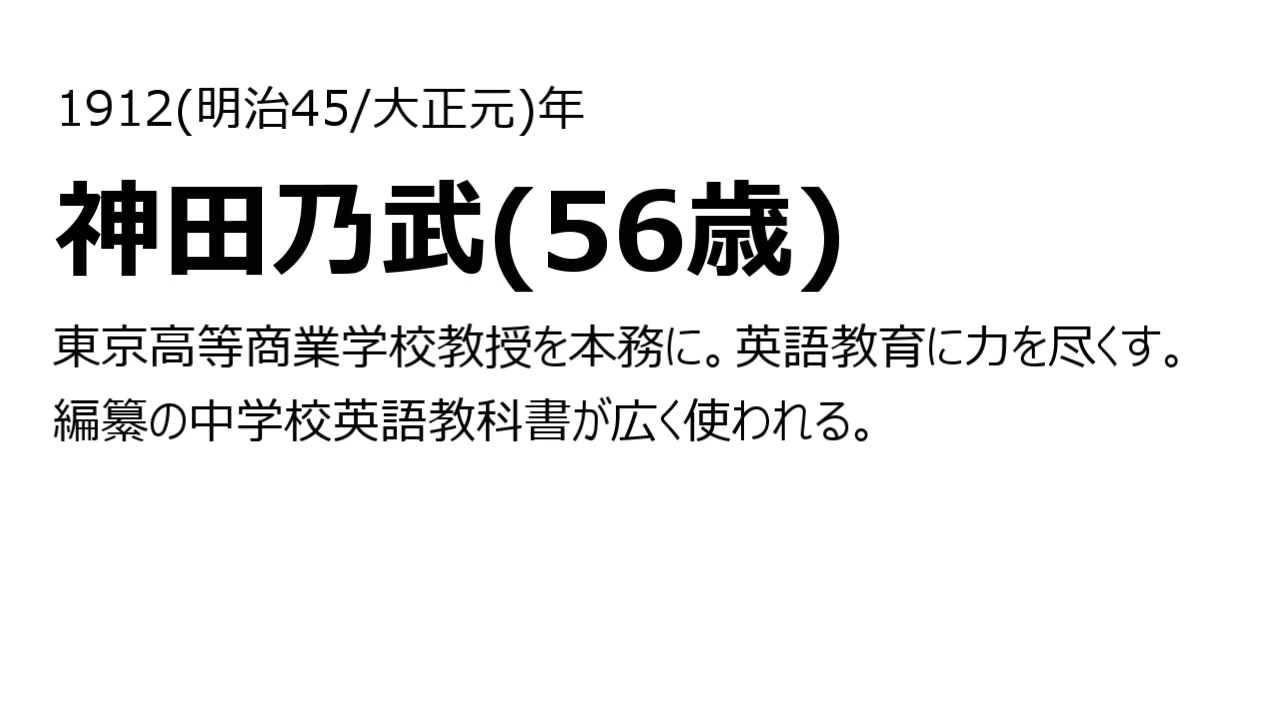 1912(明治45/大正元)年
神田乃武(56歳)
東京高等商業学校教授を本務に。英語教育に力を尽くす。
編纂の中学校英語教科書が広く使われる。